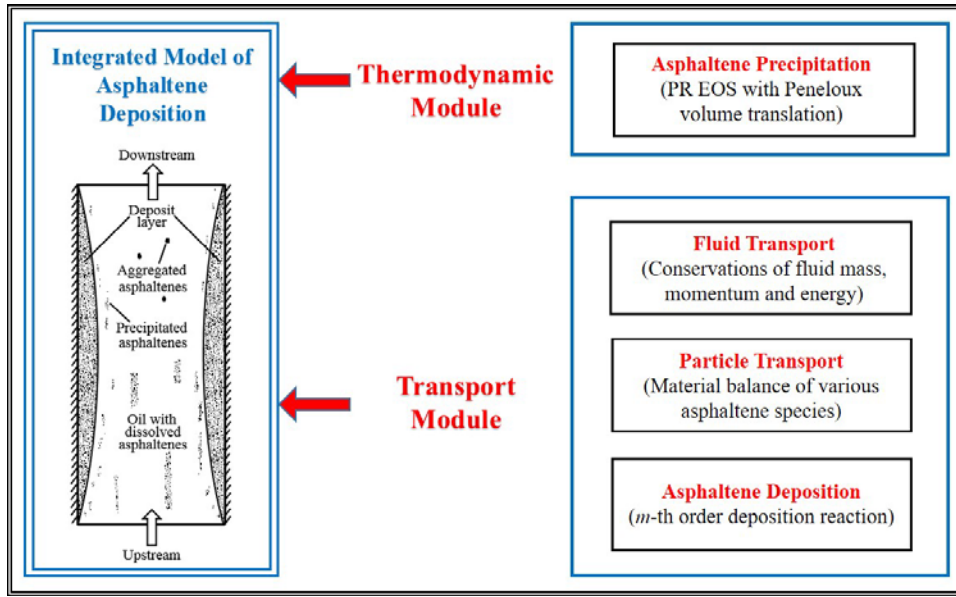 Integrated Model of
Asphaltene
Deposition
Downstream
Deposit
layer
Aggregated
asphaltenes
Precipitated
asphaltenes
Oil with
dissolved
asphaltenes
Upstream
Thermodynamic
Module
Transport
Module
Asphaltene Precipitation
(PR EOS with Peneloux
volume translation)
Fluid Transport
(Conservations of fluid mass,
momentum and energy)
Particle Transport
(Material balance of various
asphaltene species)
Asphaltene Deposition
(m-th order deposition reaction)